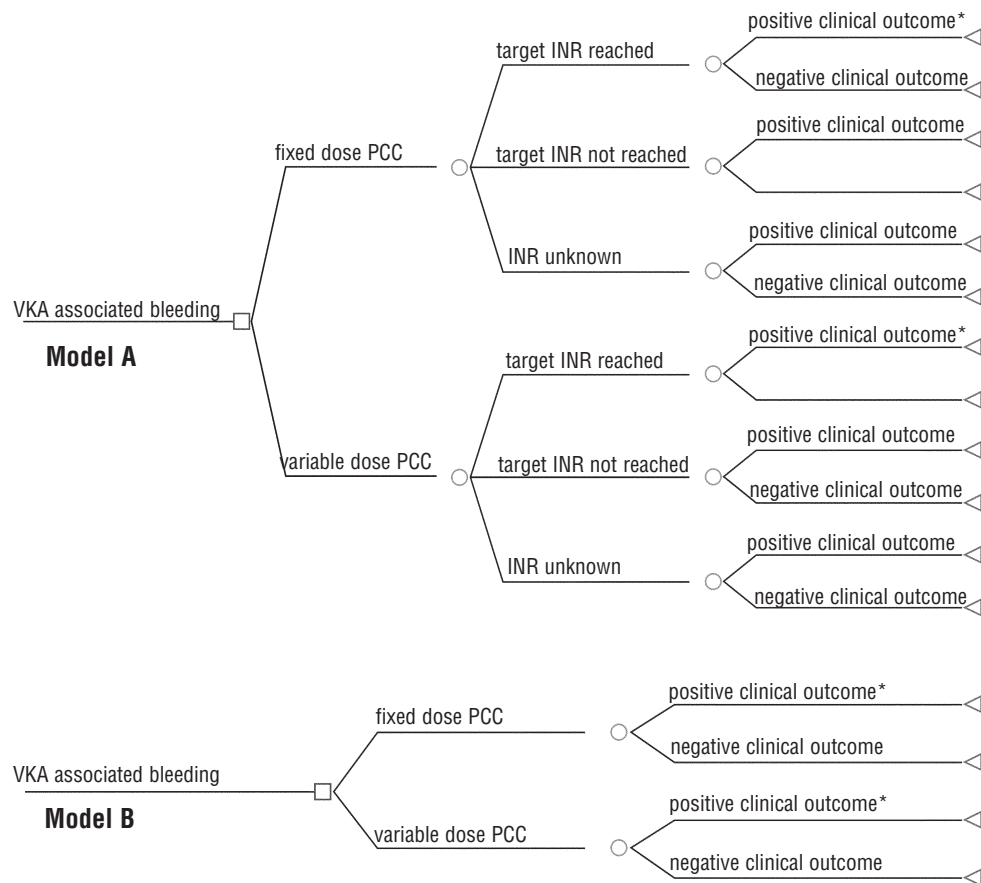 positive clinical outcome*
target INR reached
negative clinical outcome
positive clinical outcome
fixed dose PCC
target INR not reached
positive clinical outcome
INR unknown
negative clinical outcome
VKA associated bleeding
Model A
positive clinical outcome*
target INR reached
positive clinical outcome
variable dose PCC
target INR not reached
negative clinical outcome
positive clinical outcome
INR unknown
negative clinical outcome
positive clinical outcome*
fixed dose PCC
negative clinical outcome
VKA associated bleeding
Model B
positive clinical outcome*
variable dose PCC
negative clinical outcome